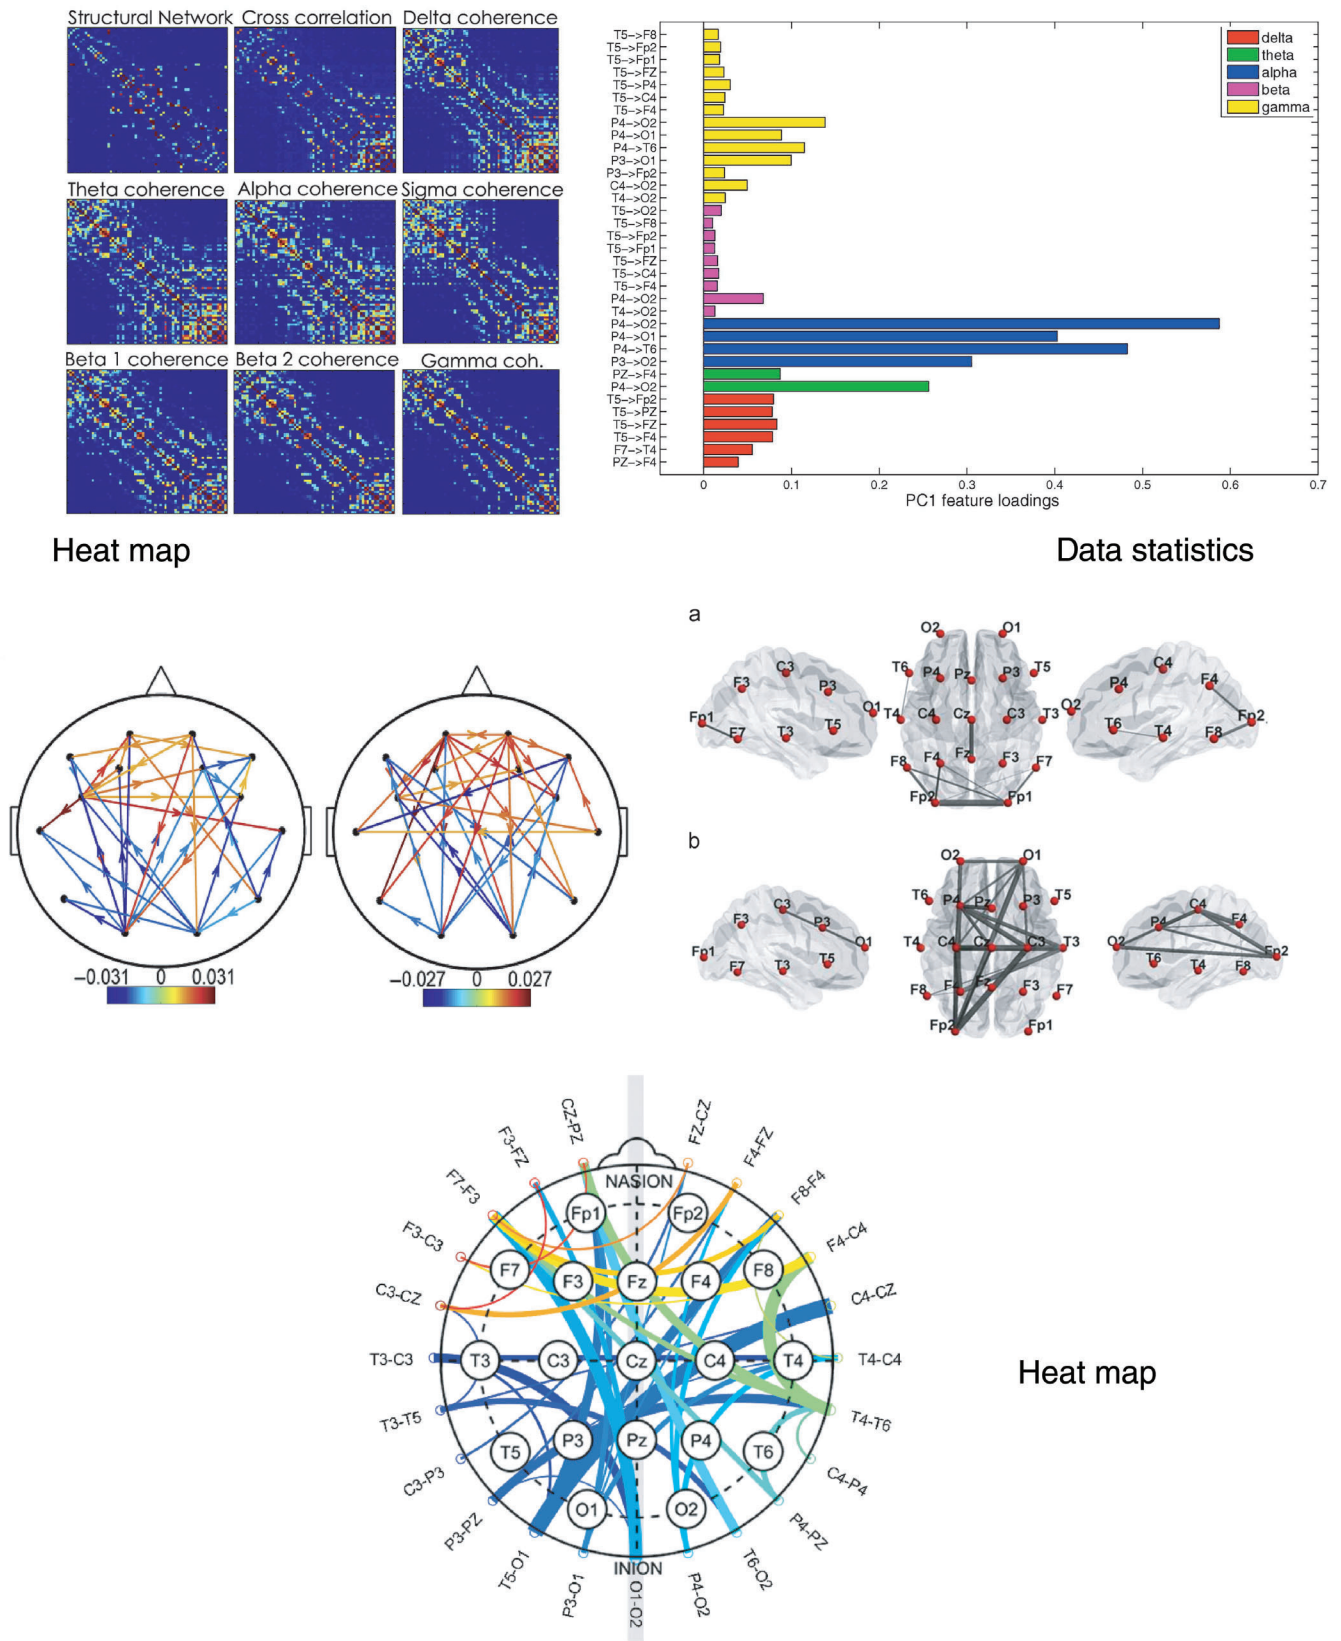 Structural Network Cross correlation Delta coherence
Theta coherence Alpha coherence Sigma coherence
Beta 1 coherence Beta 2 coherence Gamma coh.
Heat map
T5->F8
T5->Fp2
T5->Fp1
T5->FZ
T5->P4
T5->C4
T5->F4
P4->O2
P4->O1
P4->T6
P3->O1
P3->Fp2
C4->O2
T4->O2
T5->O2
T5->F8
T5->Fp2
T5->Fp1
T5->FZ
T5->C4
T5->F4
P4->O2
T4->O2
P4->O2
P4->O1
P4->T6
P3->O2
PZ->F4
P4->O2
T5->Fp2
T5->PZ
T5->FZ
T5->F4
F7->T4
PZ->F4
delta
theta
alpha
beta
gamma
0 0.1 0.2 0.3 0.4 0.5 0.6 0.7
PC1 feature loadings
Data statistics
−0.031 0 0.031
−0.027 0 0.027
a
F3 C3 P3 O1
Fp1 F7 T3 T5
O2 O1
T6 P4 Pz P3 T5
T4 C4 Cz C3 T3
F8 F4 Fz F3 F7
Fp2 Fp1
O2 P4 C4 F4
T6 T4 F8 Fp2
b
F3 C3 P3 O1
Fp1 F7 T3 T5
O2 O1
T6 P4 Pz P3 T5
T4 C4 Cz C3 T3
F8 F4 Fz F3 F7
Fp2 Fp1
O2 P4 C4 F4
T6 T4 F8 Fp2
CZ-PZ
FZ-CZ
F3-FZ
F4-FZ
F7-F3
F8-F4
F3-C3
F4-C4
C3-CZ
C4-CZ
T3-C3
T4-C4
T3-T5
T4-T6
C3-P3
C4-P4
P3-PZ
P4-PZ
T5-O1
T6-O2
P3-O1
P4-O2
O1-O2
NASION
Fp1 Fp2
F7 F3 Fz F4 F8
T3 C3 Cz C4 T4
T5 P3 Pz P4 T6
O1 O2
INION
Heat map